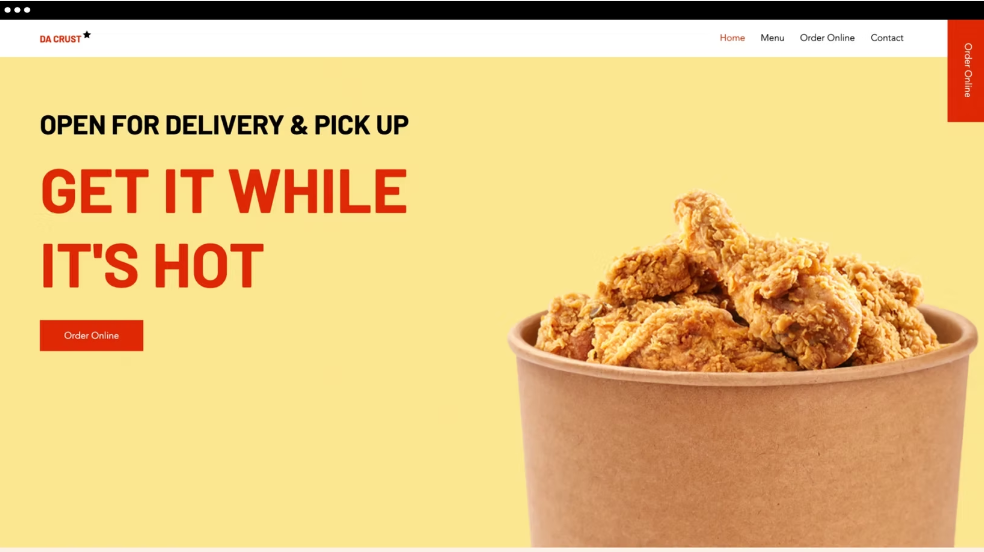 DA CRUST
Home Menu Order Online Contact
Order Online
OPEN FOR DELIVERY & PICK UP
GET IT WHILE
IT'S HOT
Order Online